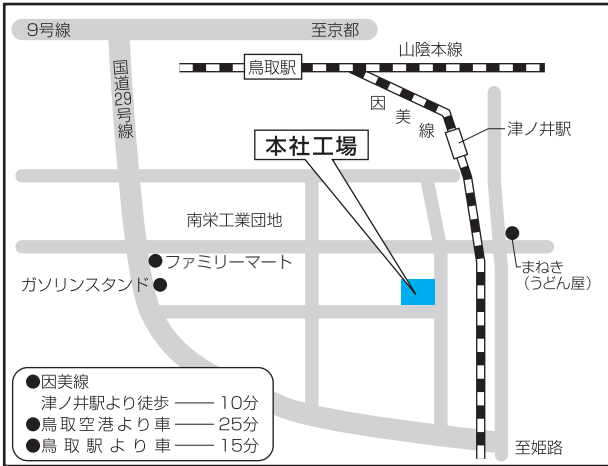 9号線
至京都
山陰本線
鳥取駅
国道29号線
因美線
津ノ井駅
本社工場
南栄工業団地
ファミリーマート
ガソリンスタンド
まねき
（うどん屋）
●因美線
津ノ井駅より徒歩 ── 10分
●鳥取空港より車 ── 25分
●鳥取駅より車 ── 15分
至姫路